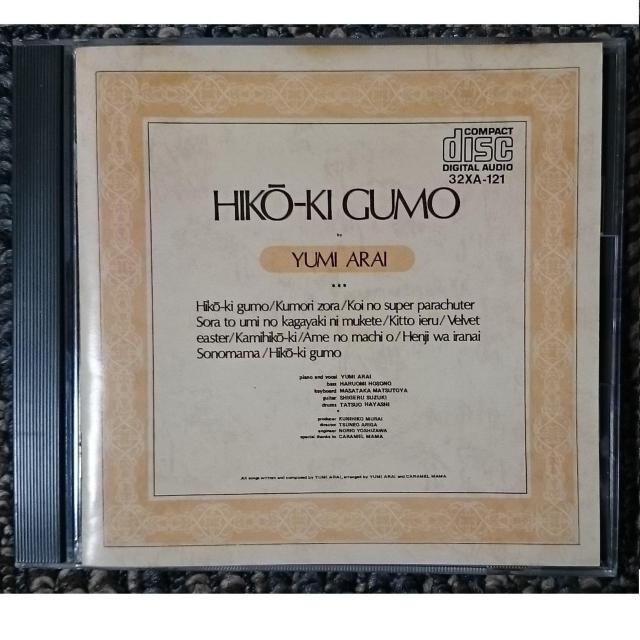 COMPACT
disc
DIGITAL AUDIO
32XA-121
HIKŌ-KI GUMO
by
YUMI ARAI
Hikō-ki gumo/Kumori zora/Koi no super parachuter
Sora to umi no kagayaki ni mukete/Kitto ieru/Velvet
easter/Kamihikō-ki/Ame no machi o/Henji wa iranai
Sonomama/Hikō-ki gumo
piano and vocal YUMI ARAI
bass HARUOMI HOSONO
keyboard MASATAKA MATSUTOYA
guitar SHIGERU SUZUKI
drums TATSUO HAYASHI
producer KUNIHIKO MURAI
director TSUNEO ARIGA
engineer NORIO YOSHIZAWA
special thanks to CARAMEL MAMA
All songs written and composed by YUMI ARAI, arranged by YUMI ARAI and CARAMEL MAMA